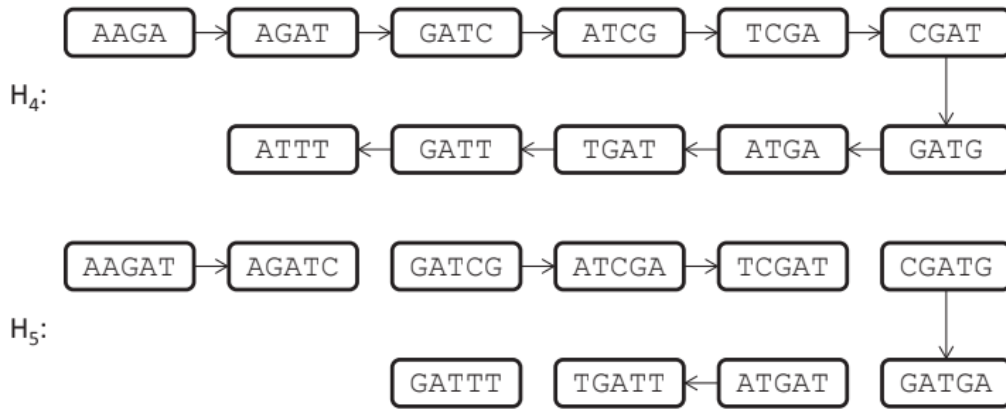 AAGA AGAT GATC ATCG TCGA CGAT
H4:
ATTT GATT TGAT ATGA GATG
AAGAT AGATC GATCG ATCGA TCGAT CGATG
H5:
GATTT TGATT ATGAT GATGA